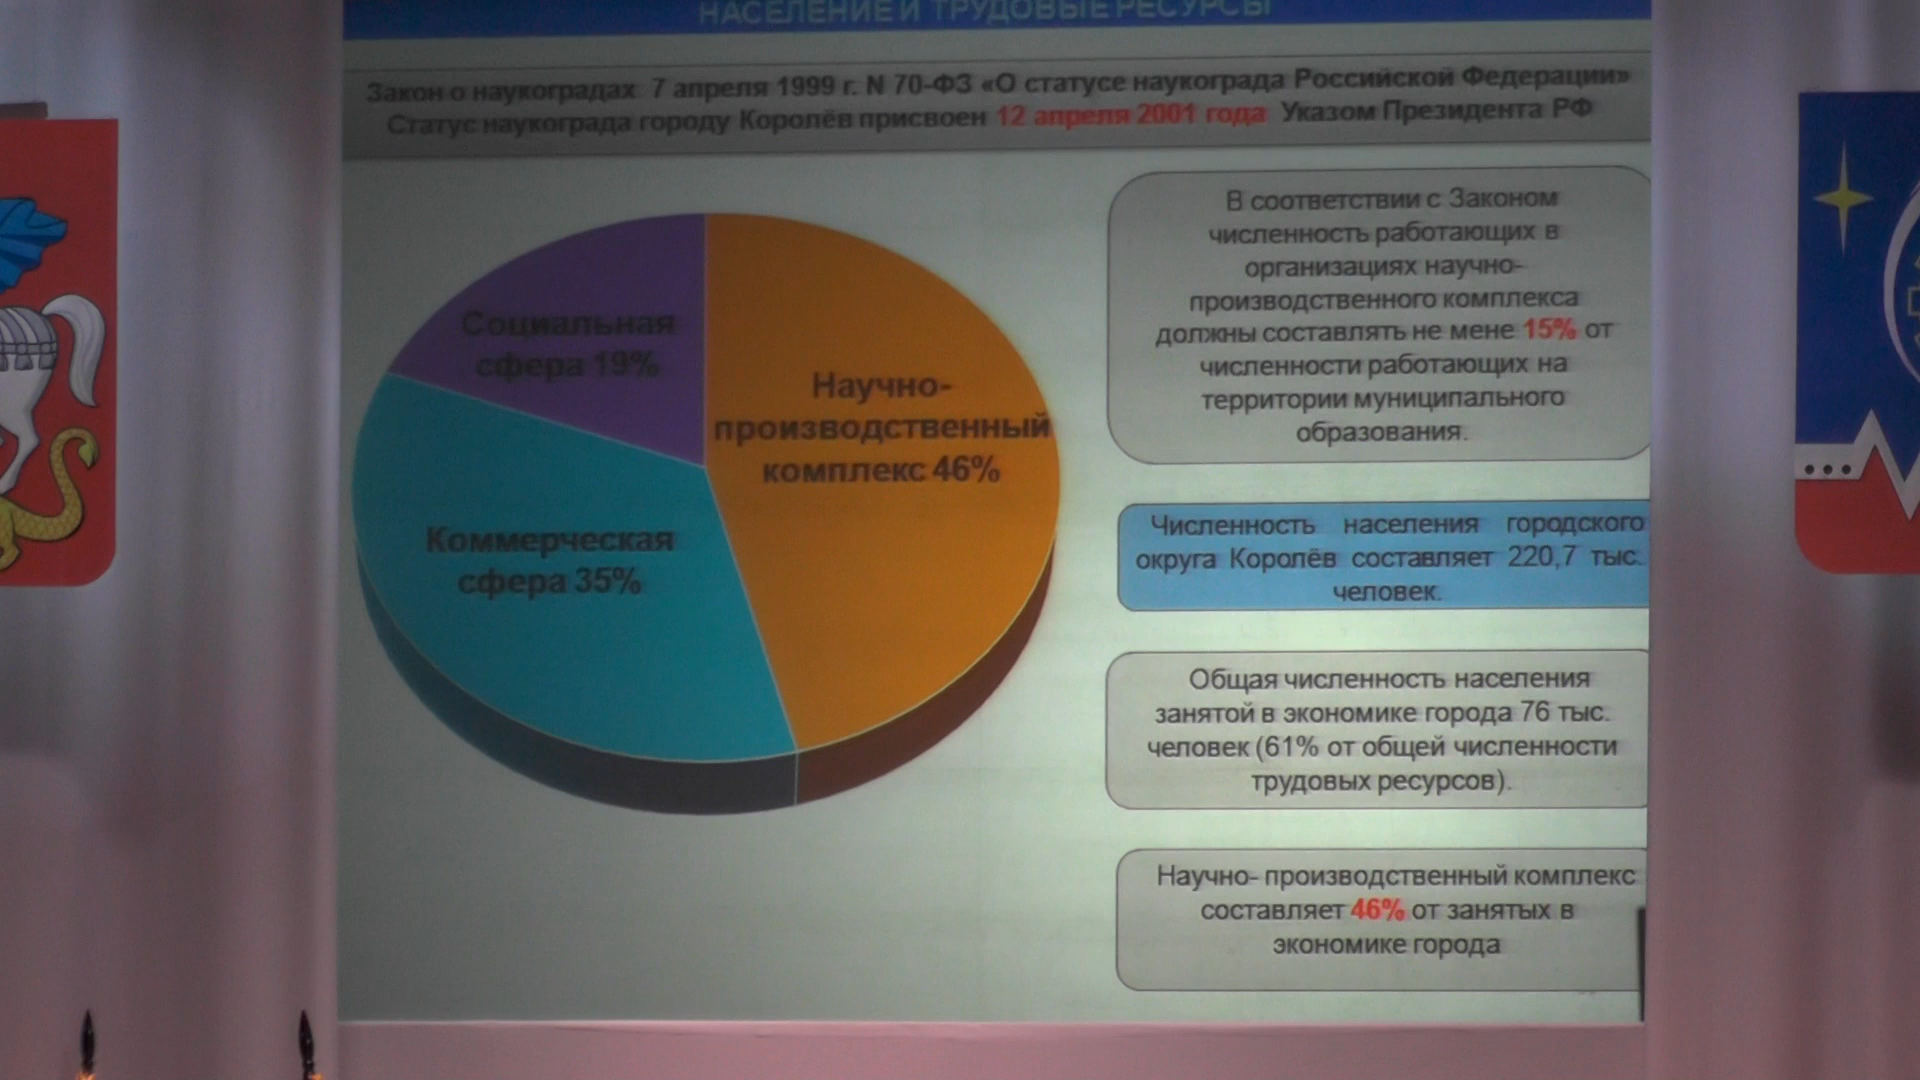 НАСЕЛЕНИЕ И ТРУДОВЫЕ РЕСУРСЫ
Закон о наукоградах 7 апреля 1999 г. N 70-ФЗ «О статусе наукограда Российской Федерации»
Статус наукограда городу Королёв присвоен 12 апреля 2001 года Указом Президента РФ
Социальная
сфера 19%
Научно-
производственный
комплекс 46%
Коммерческая
сфера 35%
В соответствии с Законом
численность работающих в
организациях научно-
производственного комплекса
должны составлять не мене 15% от
численности работающих на
территории муниципального
образования.
Численность населения городского
округа Королёв составляет 220,7 тыс.
человек.
Общая численность населения
занятой в экономике города 76 тыс.
человек (61% от общей численности
трудовых ресурсов).
Научно- производственный комплекс
составляет 46% от занятых в
экономике города